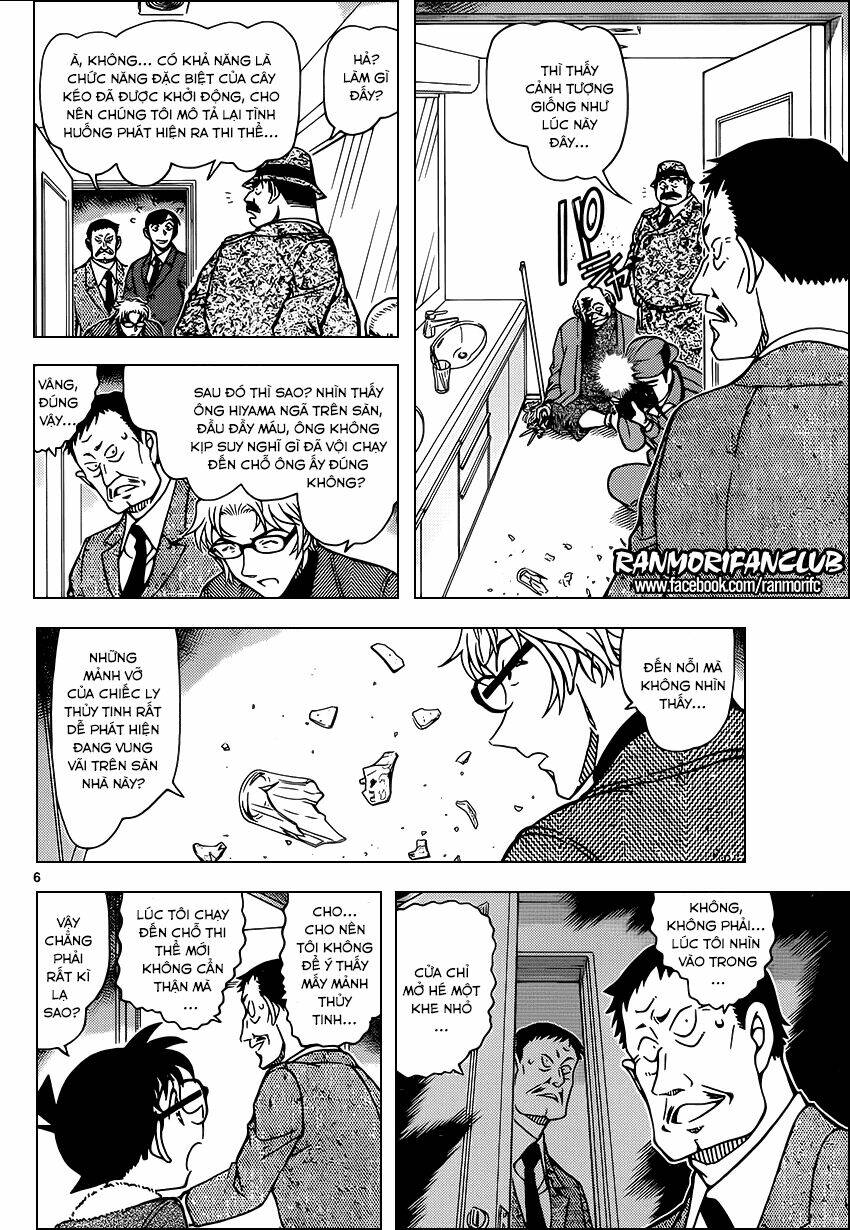 THÌ THẤY
CẢNH TƯỢNG
GIỐNG NHƯ
LÚC NÃY
ĐÂY...
HẢ?
LÀM GÌ
ĐẤY?
À, KHÔNG... CÓ KHẢ NĂNG LÀ
CHỨC NĂNG ĐẶC BIỆT CỦA CÂY
KÉO ĐÃ ĐƯỢC KHỞI ĐỘNG, CHO
NÊN CHÚNG TÔI MÔ TẢ LẠI TÌNH
HUỐNG PHÁT HIỆN RA THI THỂ...
RANMORIFANCLUB
www.facebook.com/ranmorifc
SAU ĐÓ THÌ SAO? NHÌN THẤY
ÔNG HIYAMA NGÃ TRÊN SÀN,
ĐẦU ĐẦY MÁU, ÔNG KHÔNG
KỊP SUY NGHĨ GÌ ĐÃ VỘI CHẠY
ĐẾN CHỖ ÔNG ẤY ĐÚNG
KHÔNG?
VÂNG,
ĐÚNG
VẬY...
ĐẾN NỖI MÀ
KHÔNG NHÌN
THẤY...
NHỮNG
MẢNH VỠ
CỦA CHIẾC LY
THỦY TINH RẤT
DỄ PHÁT HIỆN
ĐANG VUNG
VÃI TRÊN SÀN
NHÀ NÀY?
6
KHÔNG,
KHÔNG PHẢI...
LÚC TÔI NHÌN
VÀO TRONG
...
CỬA CHỈ
MỞ HÉ MỘT
KHE NHỎ
...
CHO...
CHO NÊN
TÔI KHÔNG
ĐỂ Ý THẤY
MẤY MẢNH
THỦY
TINH...
LÚC TÔI CHẠY
ĐẾN CHỖ THI
THỂ MỚI
KHÔNG CẨN
THẬN MÀ
...
VẬY
CHẲNG
PHẢI
RẤT KÌ
LẠ
SAO?